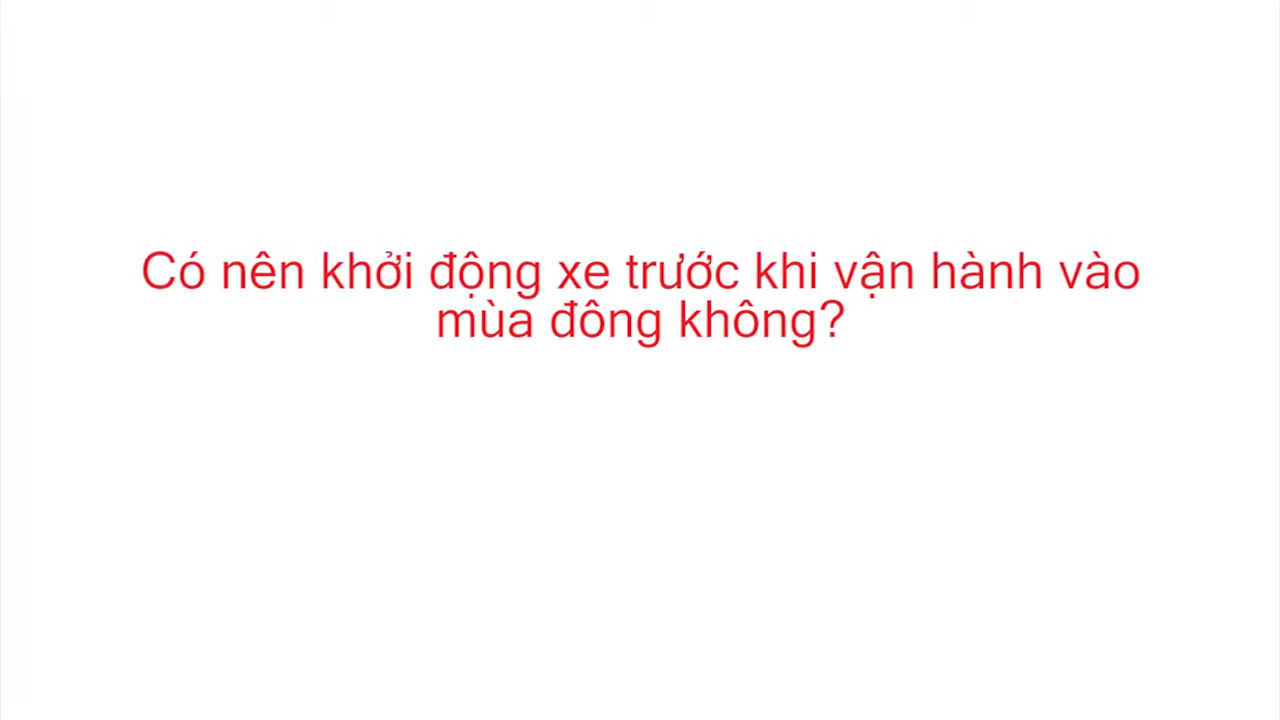 Có nên khởi động xe trước khi vận hành vào
mùa đông không?